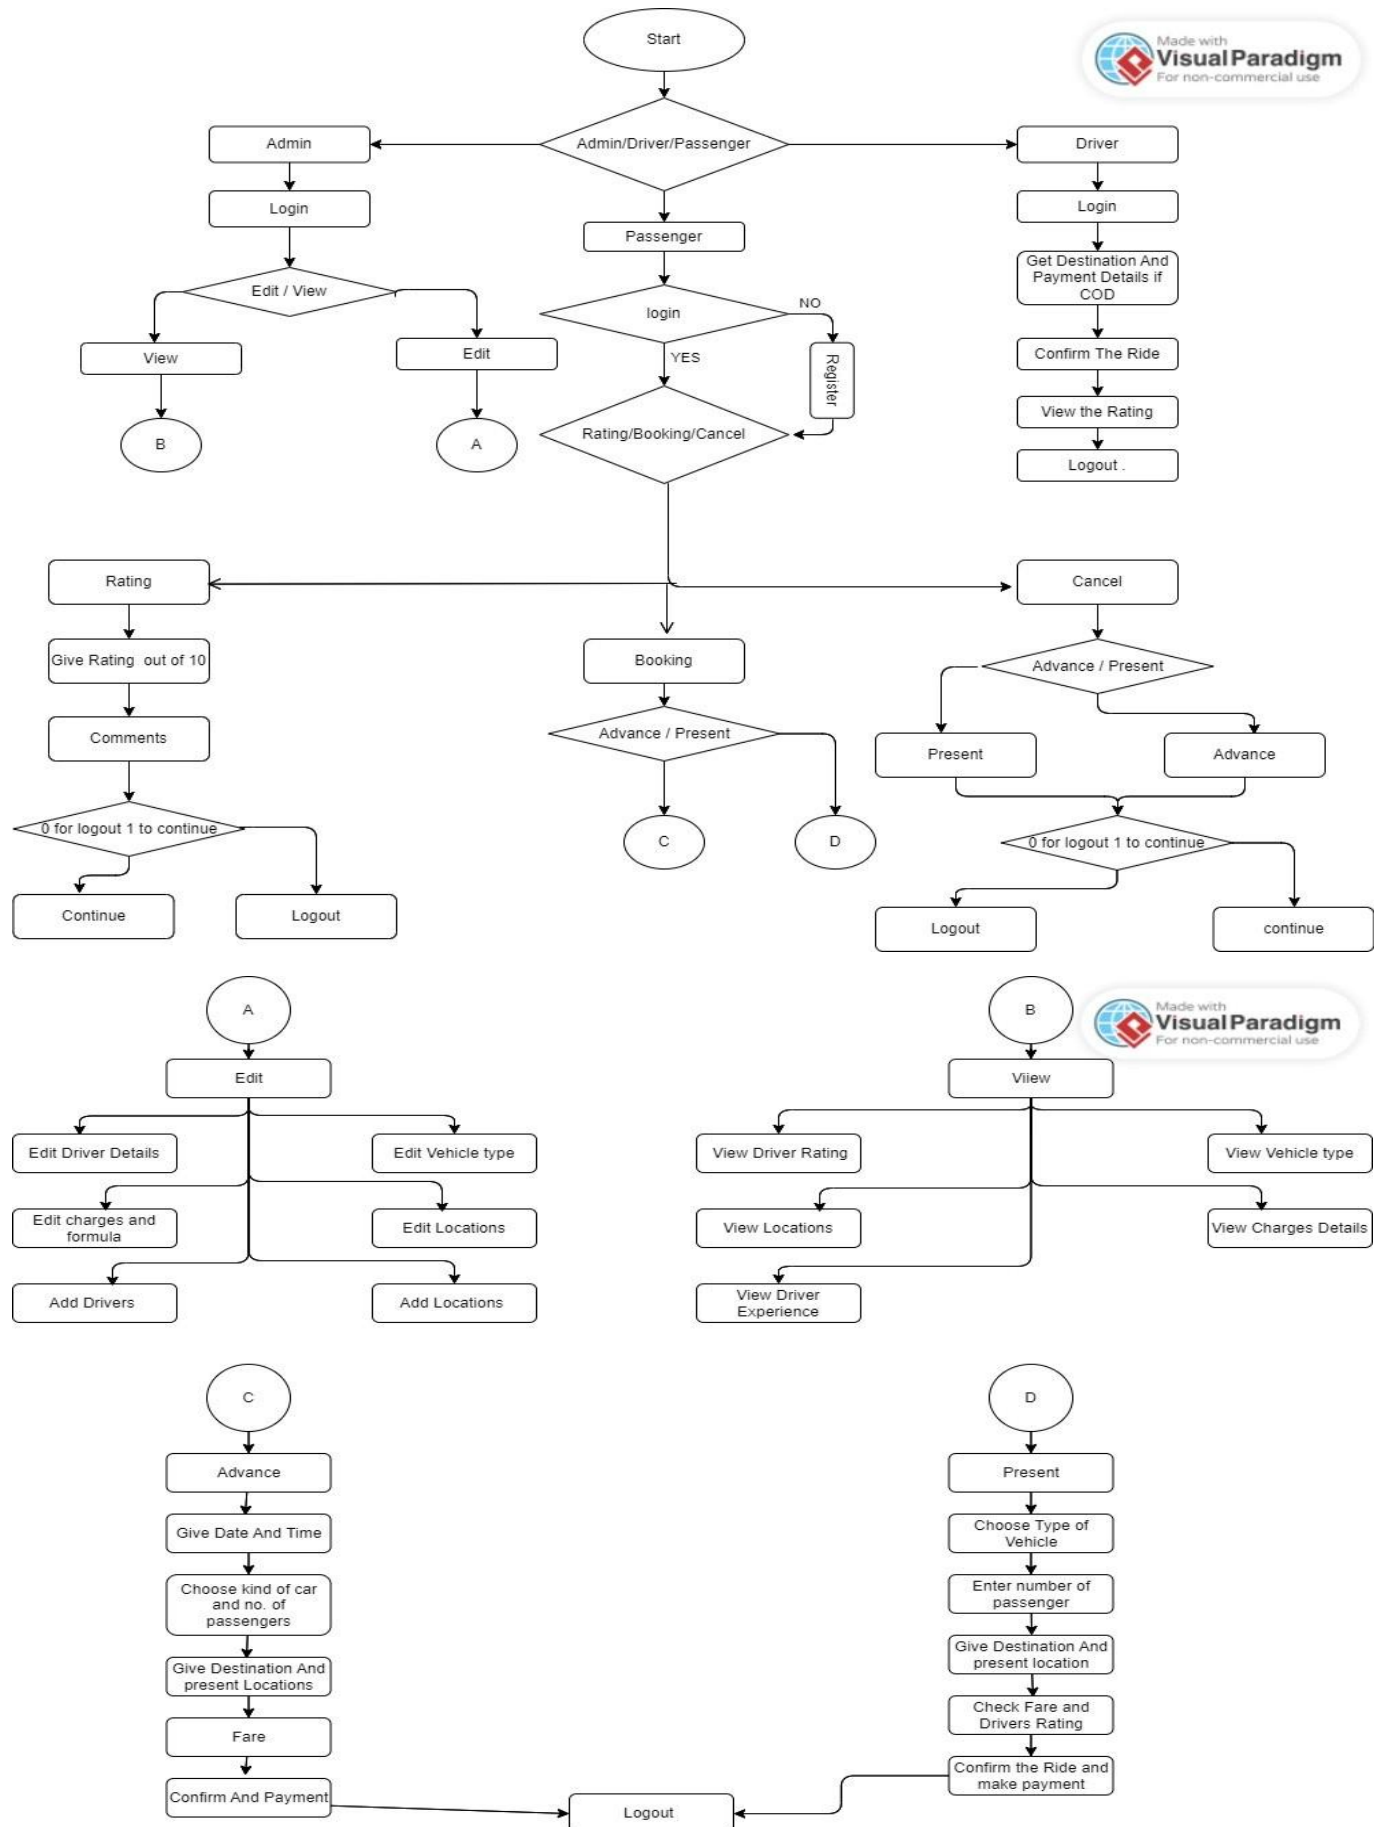 Start
Made with
Visual Paradigm
For non-commercial use
Admin
Admin/Driver/Passenger
Driver
Login
Passenger
Login
Edit / View
login
NO
YES
Register
Get Destination And
Payment Details if
COD
View
Edit
Confirm The Ride
B
A
Rating/Booking/Cancel
View the Rating
Logout .
Rating
Cancel
Give Rating out of 10
Booking
Advance / Present
Comments
Advance / Present
Present
Advance
0 for logout 1 to continue
C
D
0 for logout 1 to continue
Continue
Logout
Logout
continue
A
B
Made with
Visual Paradigm
For non-commercial use
Edit
Viiew
Edit Driver Details
Edit Vehicle type
View Driver Rating
View Vehicle type
Edit charges and
formula
Edit Locations
View Locations
View Charges Details
Add Drivers
Add Locations
View Driver
Experience
C
D
Advance
Present
Give Date And Time
Choose Type of
Vehicle
Choose kind of car
and no. of
passengers
Enter number of
passenger
Give Destination And
present Locations
Give Destination And
present location
Fare
Check Fare and
Drivers Rating
Confirm And Payment
Confirm the Ride and
make payment
Logout